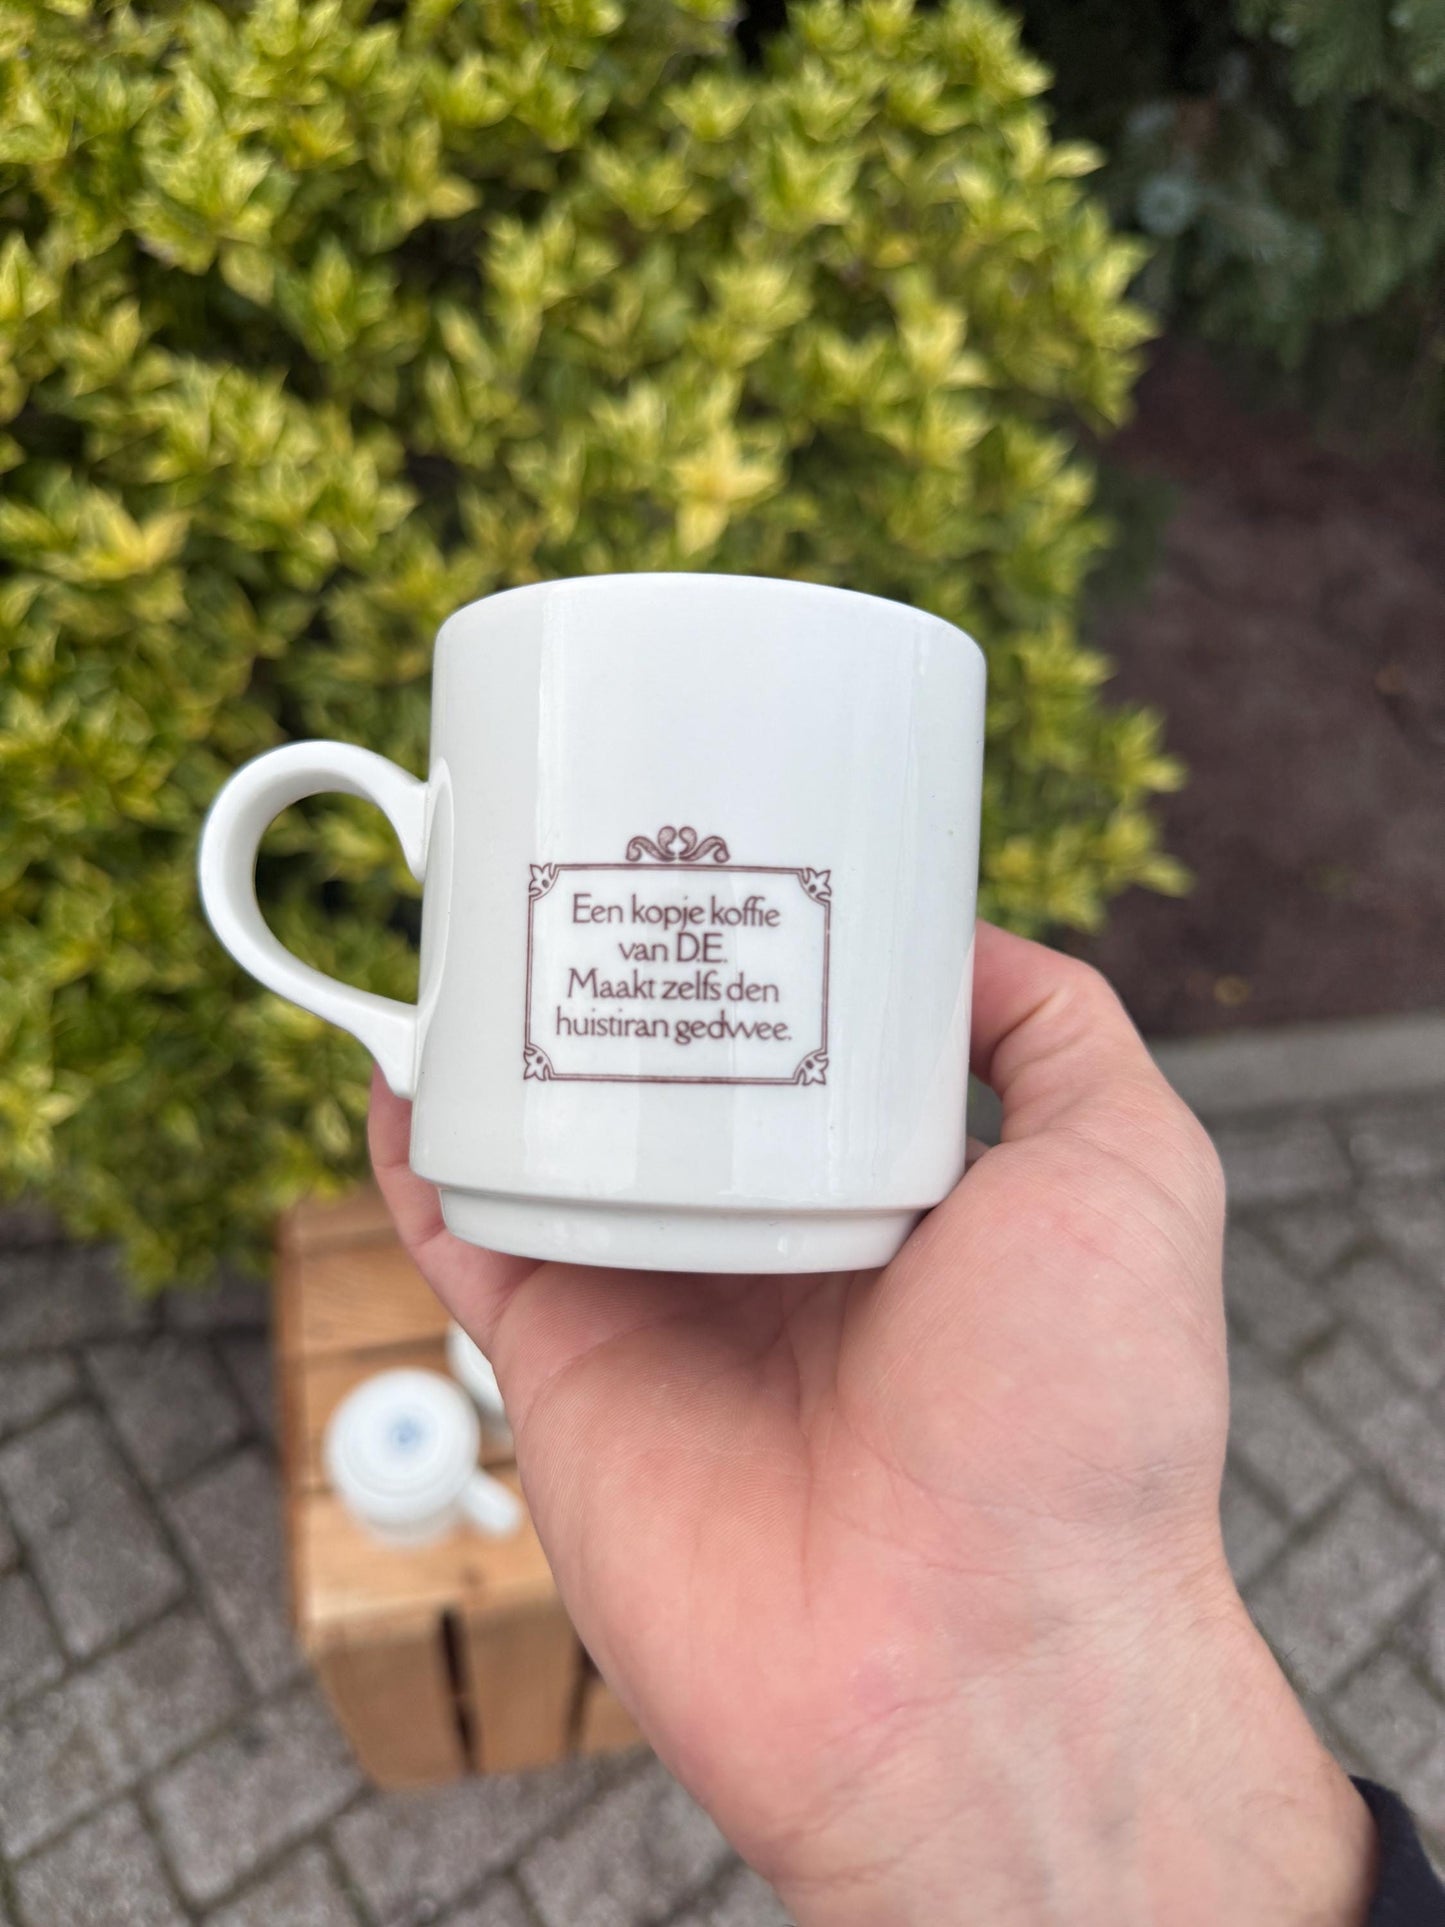 Een kopje koffie
van D.E.
Maakt zelfs den
huistiran gedwee.